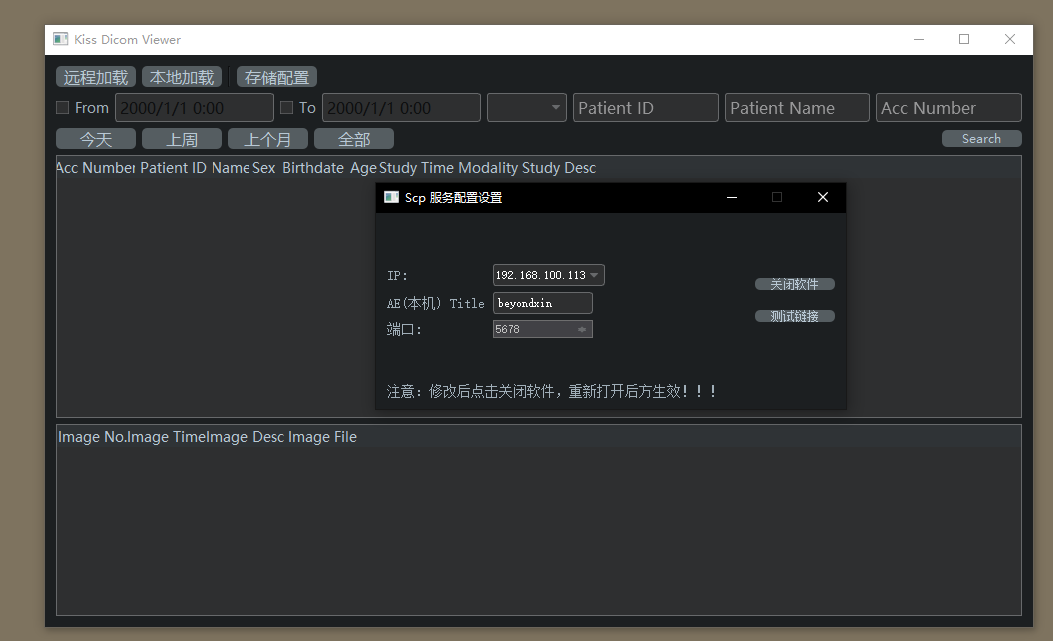 Kiss Dicom Viewer
远程加载 本地加载 存储配置
From 2000/1/1 0:00 To 2000/1/1 0:00 Patient ID Patient Name Acc Number
今天 上周 上个月 全部 Search
Acc Number Patient ID Name Sex Birthdate Age Study Time Modality Study Desc
Scp 服务配置设置
IP: 192.168.100.113
关闭软件
AE(本机) Title beyondxin
测试链接
端口: 5678
注意: 修改后点击关闭软件，重新打开后方生效！！！
Image No. Image Time Image Desc Image File